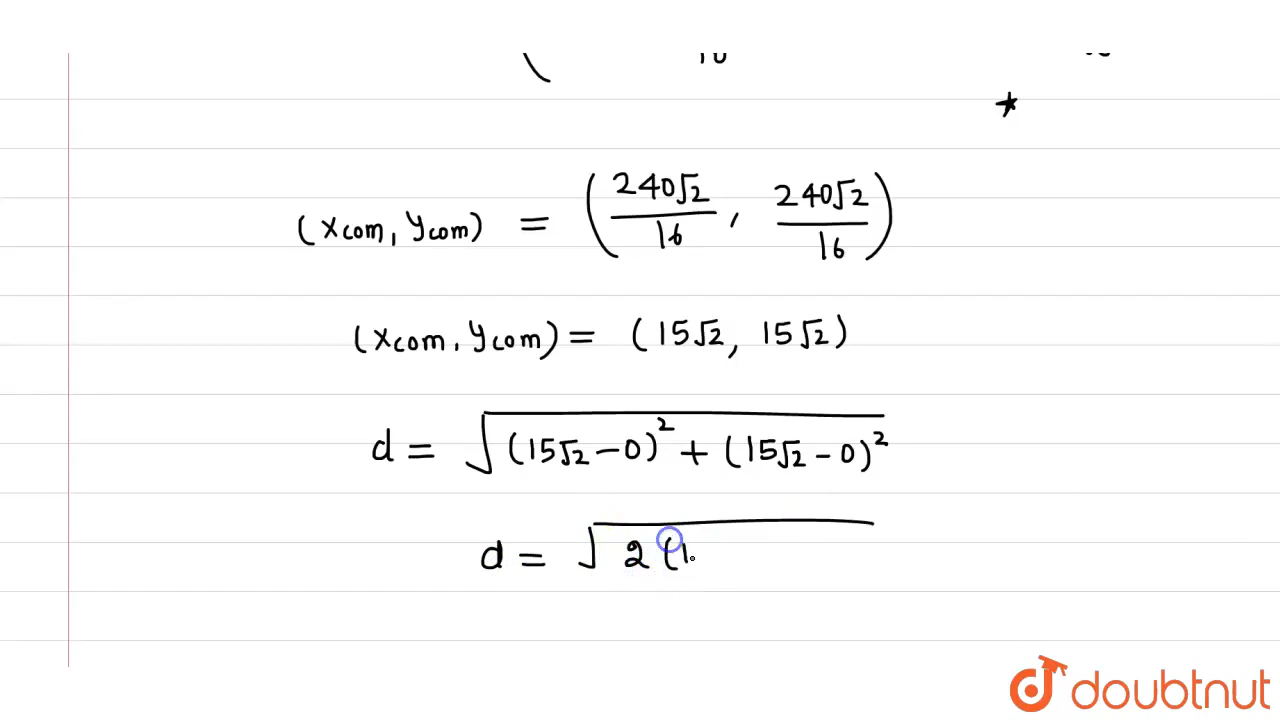 (xcom, ycom) = (240√2/16, 240√2/16)
(xcom, ycom) = (15√2, 15√2)
d = √(15√2-0)² + (15√2-0)²
d = √2(1
doubtnut